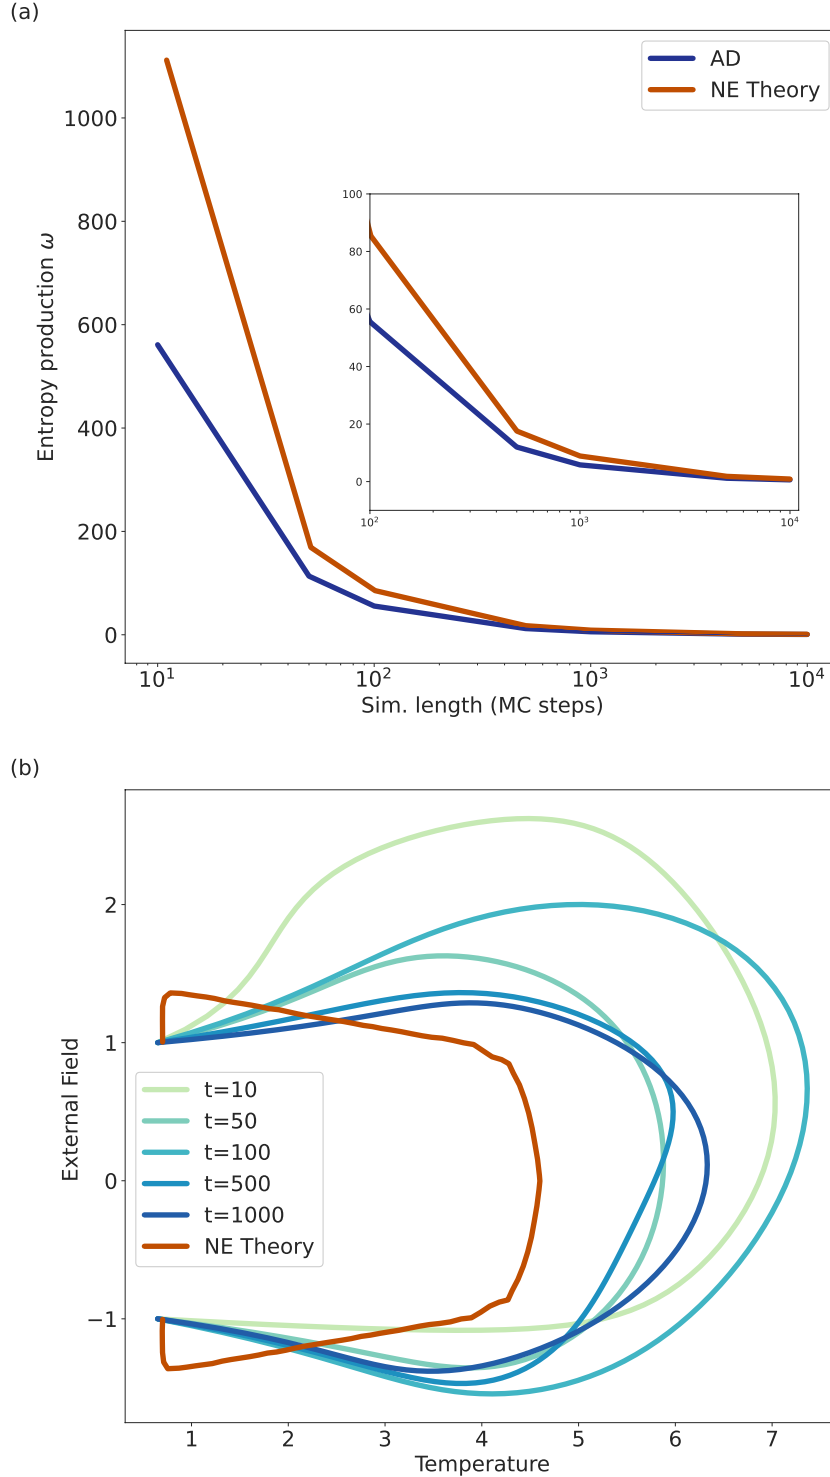 (a)
AD
NE Theory
1000
800
600
400
200
0
Entropy production ω
100
80
60
40
20
0
10²
10³
10⁴
10¹
10²
10³
10⁴
Sim. length (MC steps)
(b)
2
1
0
−1
External Field
t=10
t=50
t=100
t=500
t=1000
NE Theory
1 2 3 4 5 6 7
Temperature